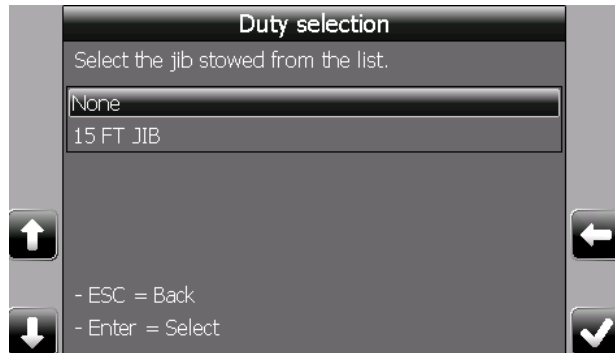 Duty selection
Select the jib stowed from the list.
None
15 FT JIB
- ESC = Back
- Enter = Select